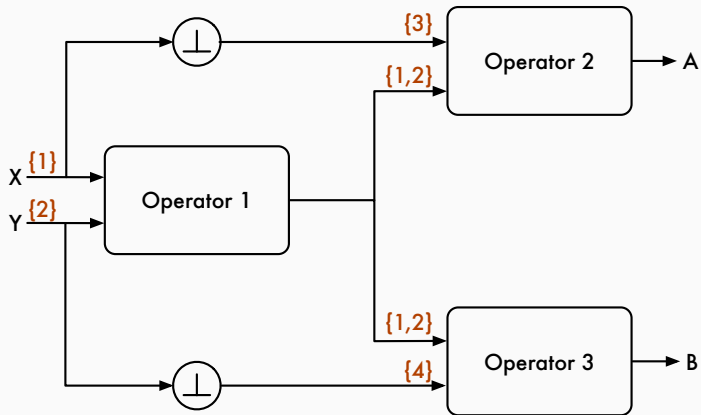 {3}
Operator 2
A
{1,2}
X
{1}
Operator 1
Y
{2}
{1,2}
Operator 3
B
{4}